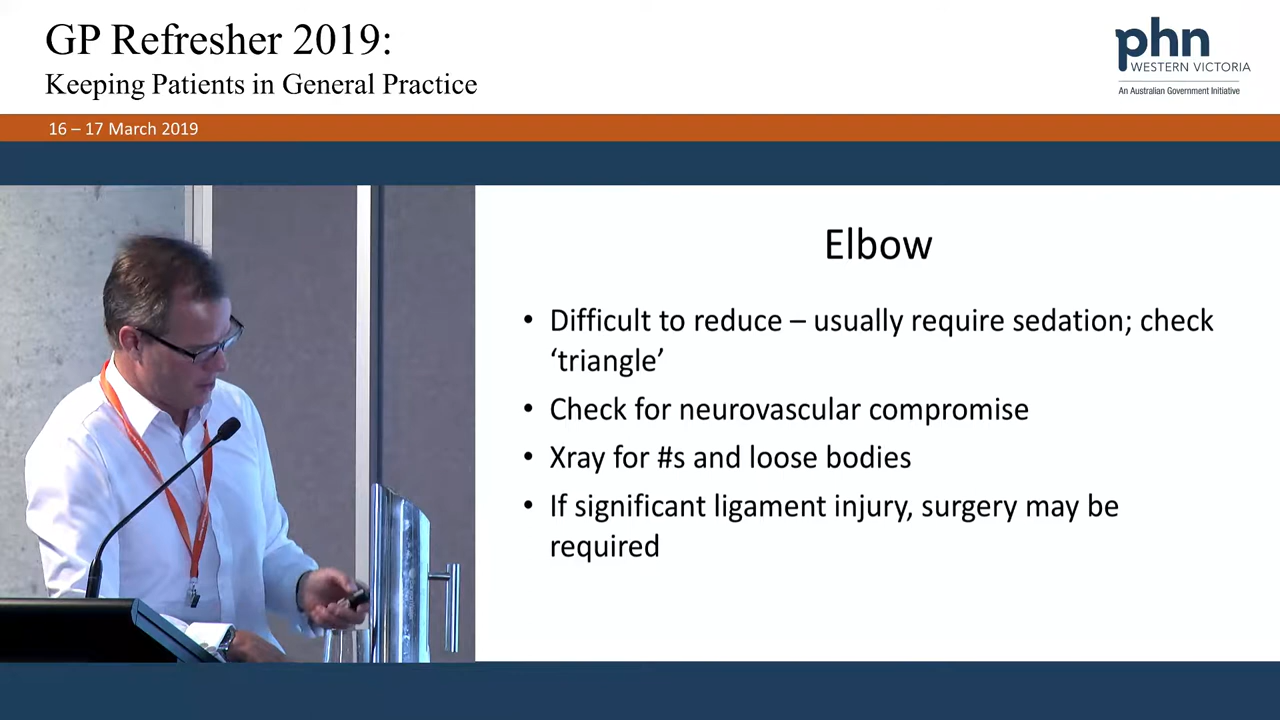 GP Refresher 2019:
Keeping Patients in General Practice
phn
WESTERN VICTORIA
An Australian Government Initiative
16 – 17 March 2019
Elbow
• Difficult to reduce – usually require sedation; check
‘triangle’
• Check for neurovascular compromise
• Xray for #s and loose bodies
• If significant ligament injury, surgery may be
required